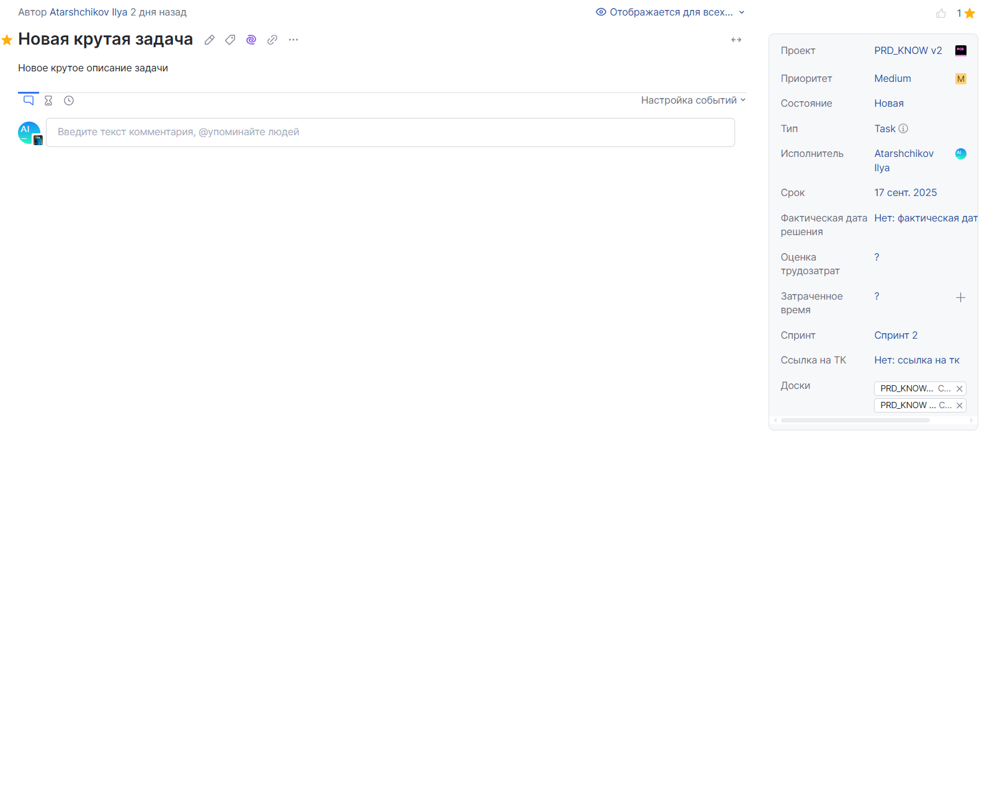 Автор Atarshchikov Ilya 2 дня назад
Отображается для всех...
1
Новая крутая задача
Новое крутое описание задачи
Настройка событий
AI
Введите текст комментария, @упоминайте людей
Проект PRD_KNOW v2
Приоритет Medium M
Состояние Новая
Тип Task
Исполнитель Atarshchikov
Ilya
AI
Срок 17 сент. 2025
Фактическая дата Нет: фактическая дат
решения
Оценка ?
трудозатрат
Затраченное ?
время
Спринт Спринт 2
Ссылка на ТК Нет: ссылка на тк
Доски
PRD_KNOW... C...
PRD_KNOW ... C...